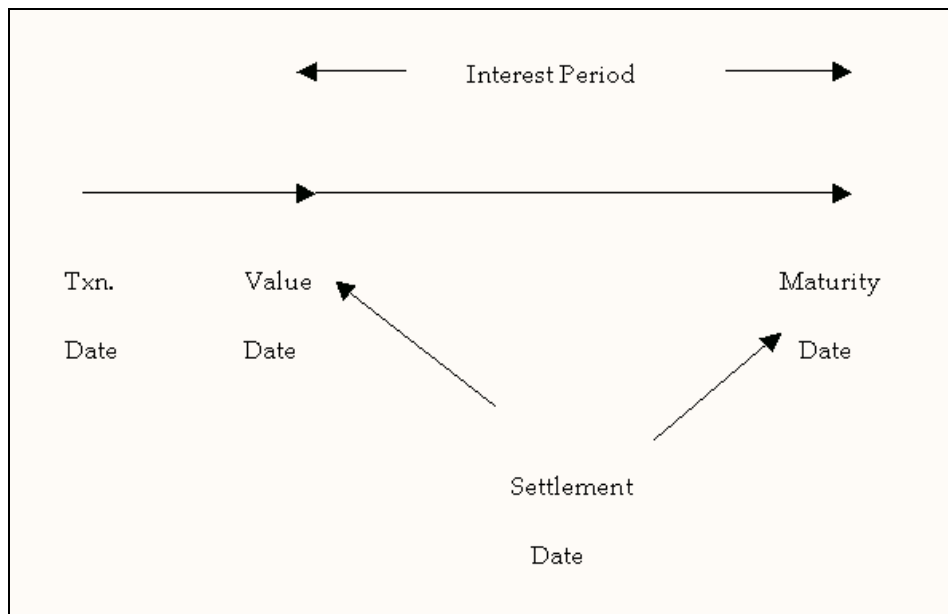 Interest Period
Txn. Value Maturity
Date Date Date
Settlement
Date